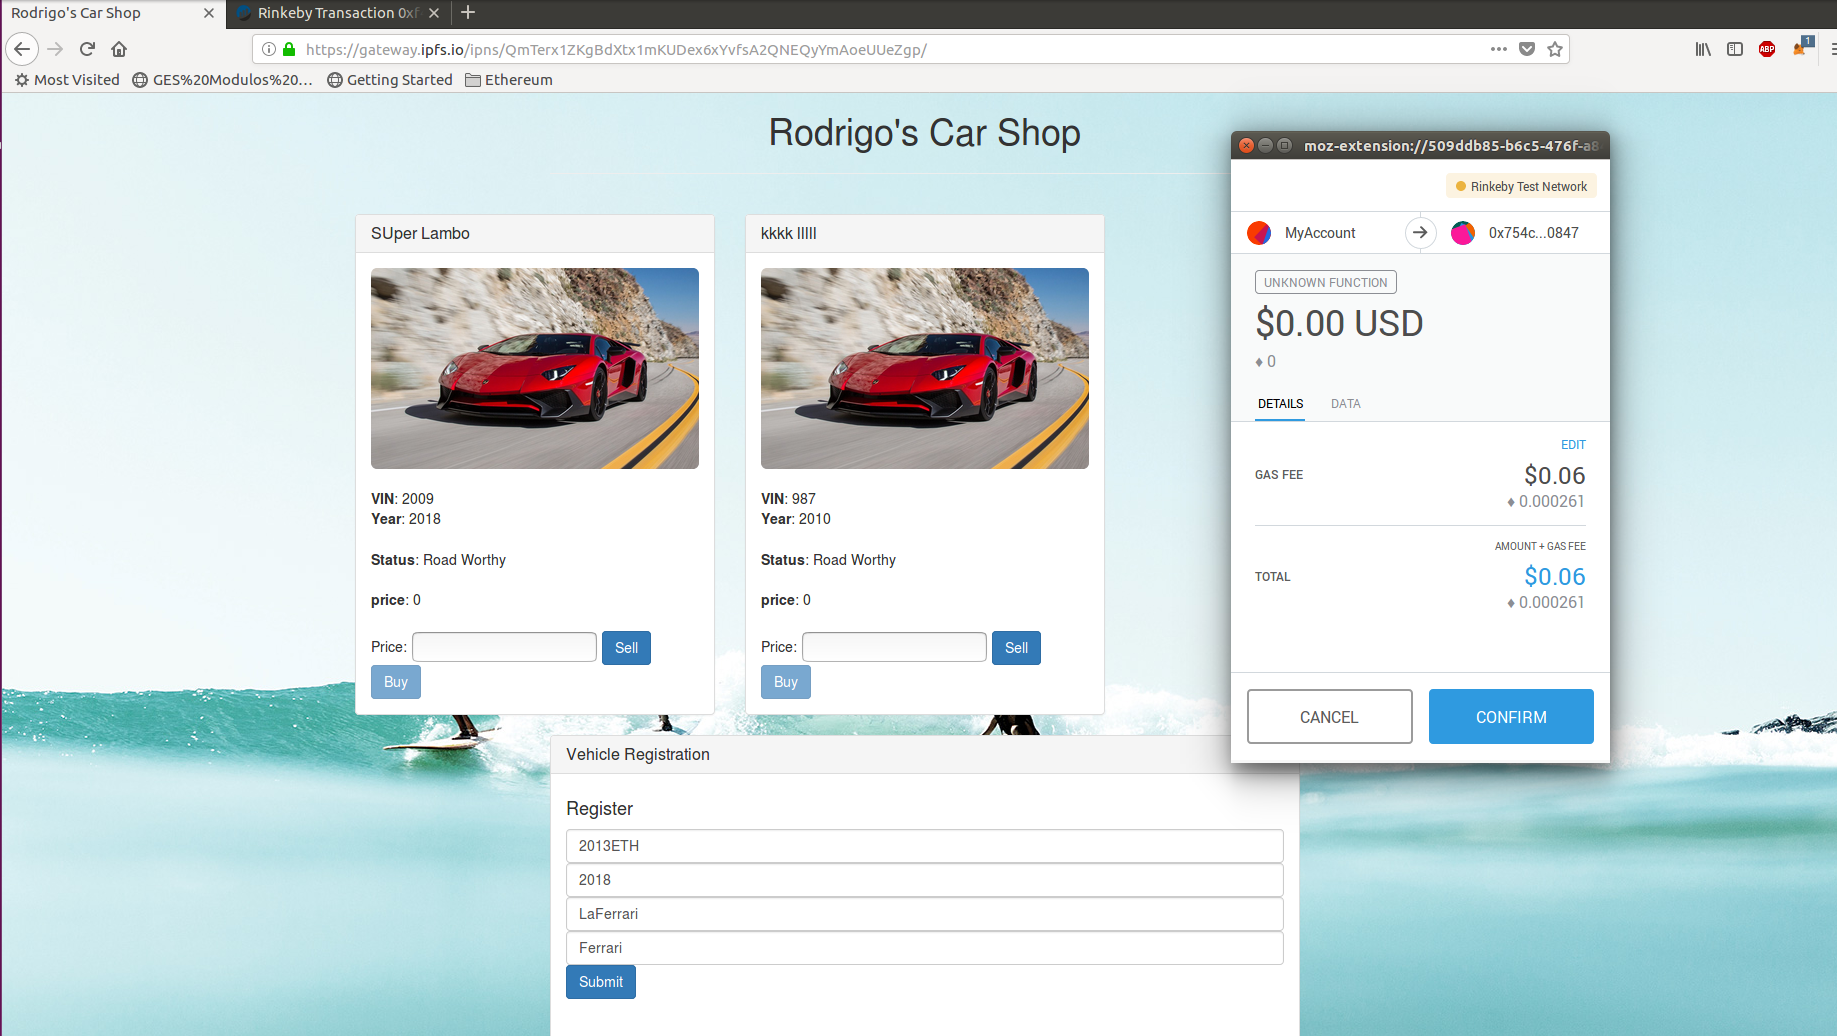 Rodrigo's Car Shop
Rinkeby Transaction 0xf
https://gateway.ipfs.io/ipns/QmTerx1ZKgBdXtx1mKUDex6xYvfsA2QNEQyYmAoeUUeZgp/
ABP
1
Most Visited
GES%20Modulos%20...
Getting Started
Ethereum
Rodrigo's Car Shop
SUper Lambo
VIN: 2009
Year: 2018
Status: Road Worthy
price: 0
Price:
Sell
Buy
kkkk lllll
VIN: 987
Year: 2010
Status: Road Worthy
price: 0
Price:
Sell
Buy
Vehicle Registration
Register
2013ETH
2018
LaFerrari
Ferrari
Submit
moz-extension://509ddb85-b6c5-476f-a8
Rinkeby Test Network
MyAccount
0x754c...0847
UNKNOWN FUNCTION
$0.00 USD
0
DETAILS
DATA
EDIT
GAS FEE
$0.06
0.000261
AMOUNT + GAS FEE
TOTAL
$0.06
0.000261
CANCEL
CONFIRM